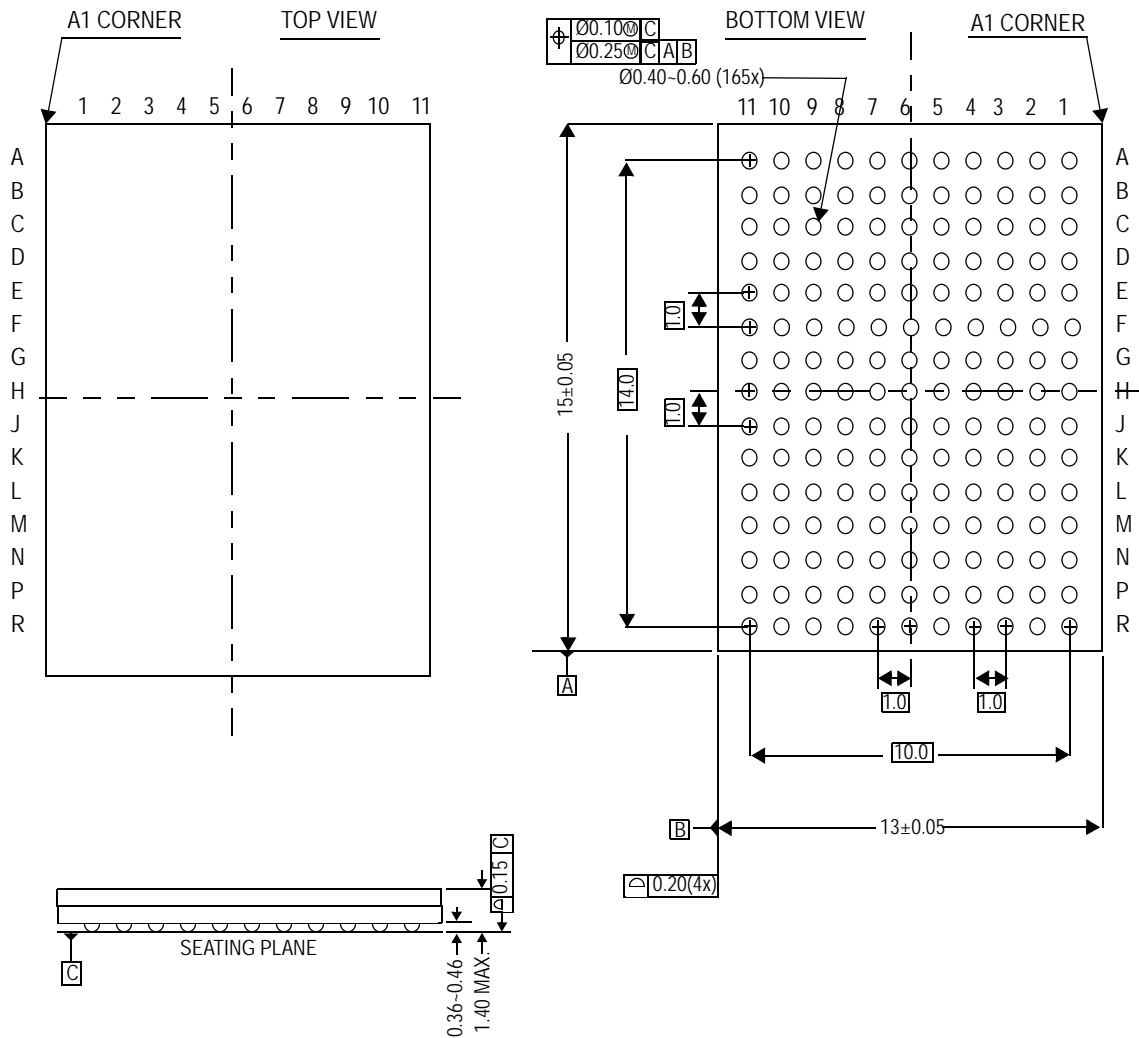 A1 CORNER
TOP VIEW
1 2 3 4 5 6 7 8 9 10 11
A
B
C
D
E
F
G
H
J
K
L
M
N
P
R
Ø0.10Ⓜ C
Ø0.25Ⓜ C A B
BOTTOM VIEW
A1 CORNER
Ø0.40~0.60 (165x)
11 10 9 8 7 6 5 4 3 2 1
A
B
C
D
E
F
G
H
J
K
L
M
N
P
R
1.0
15±0.05
14.0
1.0
A
1.0
1.0
10.0
B
13±0.05
0.20(4x)
0.15 C
SEATING PLANE
C
0.36~0.46
1.40 MAX.